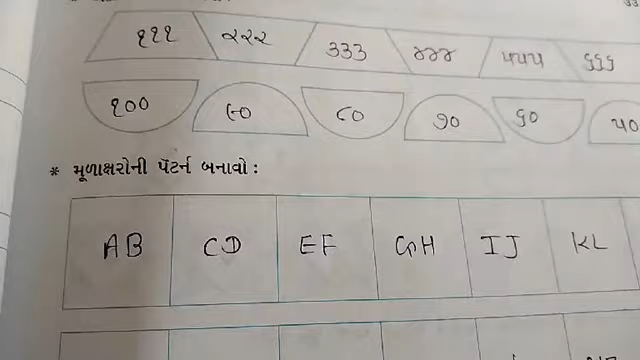 ૧૧૧ ૨૨૨ ૩૩૩ ૪૪૪ ૫૫૫ ૬૬૬
૧૦૦ ૯૦ ૮૦ ૭૦ ૬૦ ૫૦
* મૂળાક્ષરોની પૅટર્ન બનાવો :
AB CD EF GH IJ KL